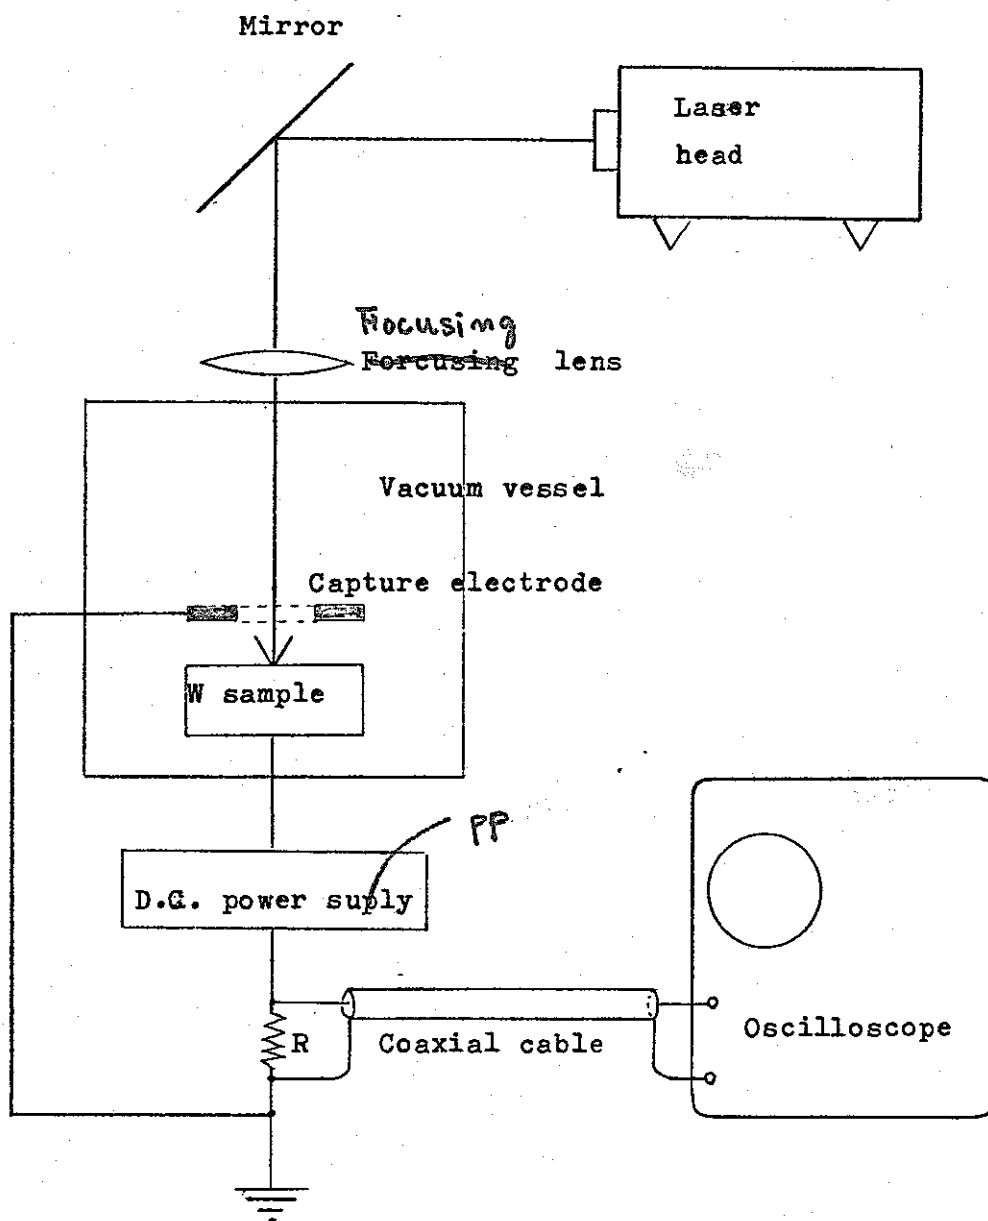 Mirror
Laser
head
Focusing
Forcusing lens
Vacuum vessel
Capture electrode
W sample
PP
D.C. power suply
R
Coaxial cable
Oscilloscope